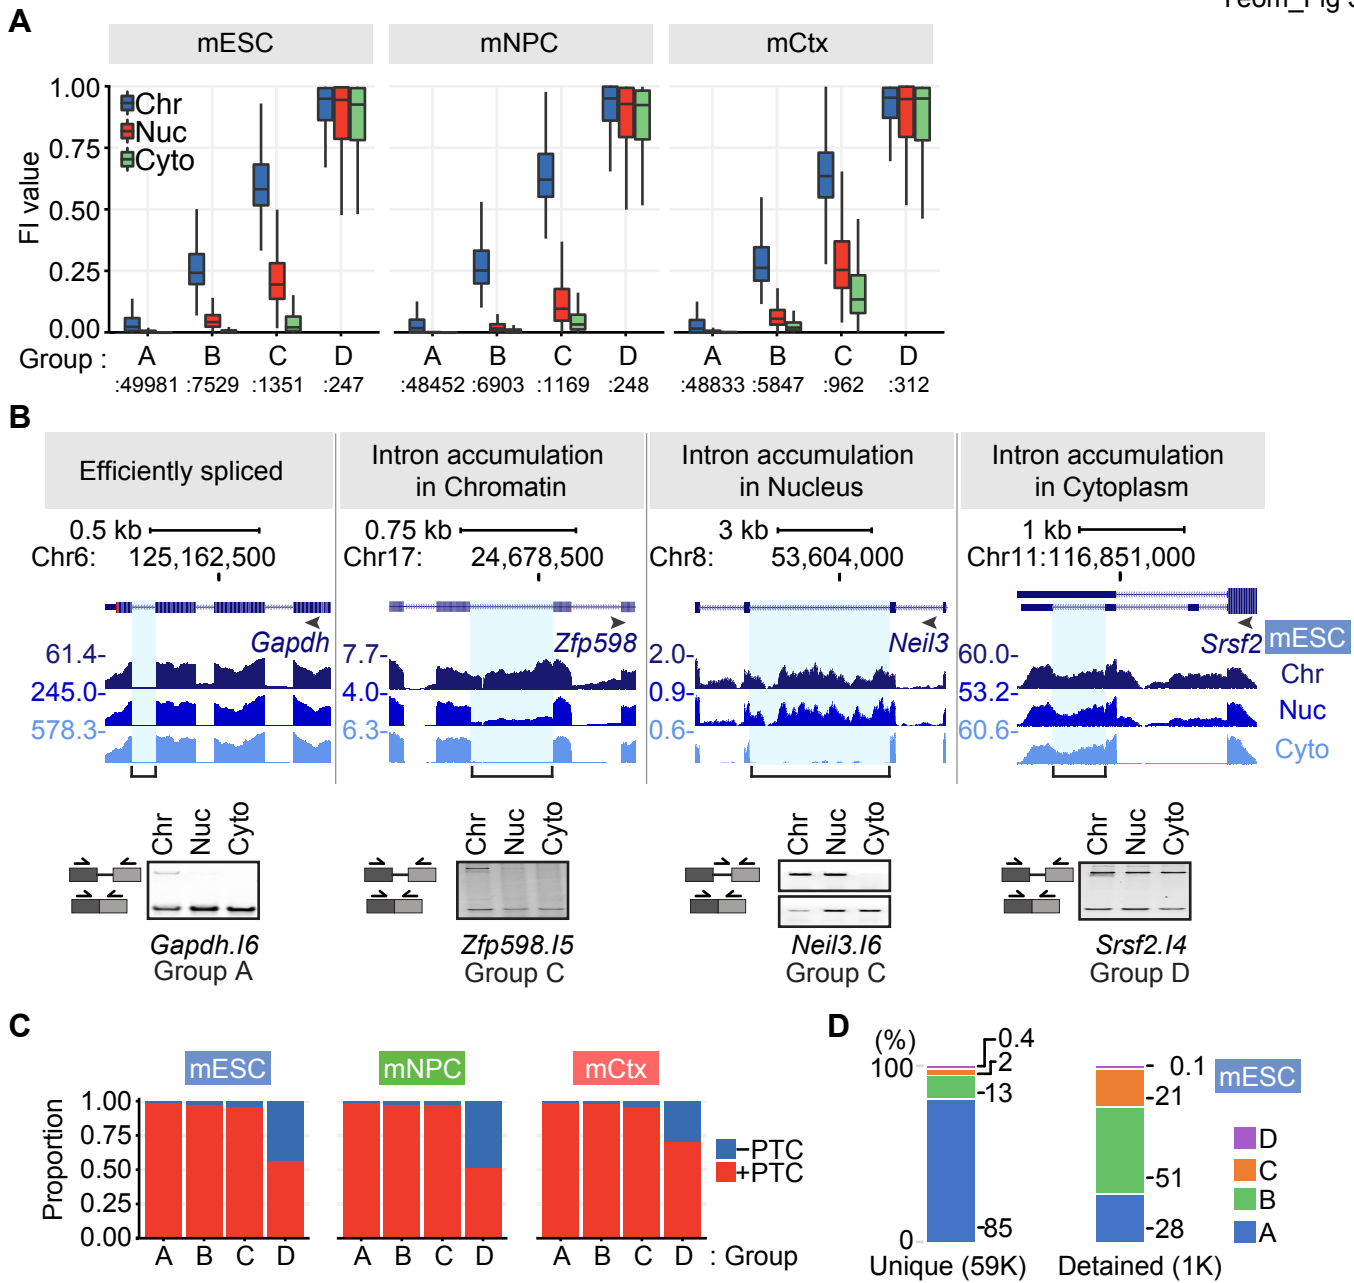 A
mESC mNPC mCtx
1.00
0.75
0.50
0.25
0.00
FI value
Chr
Nuc
Cyto
Group : A B C D A B C D A B C D
:49981 :7529 :1351 :247 :48452 :6903 :1169 :248 :48833 :5847 :962 :312
B
Efficiently spliced
Intron accumulation
in Chromatin
Intron accumulation
in Nucleus
Intron accumulation
in Cytoplasm
0.5 kb 0.75 kb 3 kb 1 kb
Chr6: 125,162,500 Chr17: 24,678,500 Chr8: 53,604,000 Chr11:116,851,000
Gapdh Zfp598 Neil3 Srsf2 mESC
61.4- 7.7- 2.0- 60.0- Chr
245.0- 4.0- 0.9- 53.2- Nuc
578.3- 6.3- 0.6- 60.6- Cyto
Chr Nuc Cyto Chr Nuc Cyto Chr Nuc Cyto Chr Nuc Cyto
Gapdh.I6 Zfp598.I5 Neil3.I6 Srsf2.I4
Group A Group C Group C Group D
C
mESC mNPC mCtx
1.00
0.75
0.50
0.25
0.00
Proportion
A B C D A B C D A B C D : Group
-PTC
+PTC
D
(%)
100
0
0.4
2
-13
-85
Unique (59K)
- 0.1
-21
-51
-28
Detained (1K)
mESC
D
C
B
A